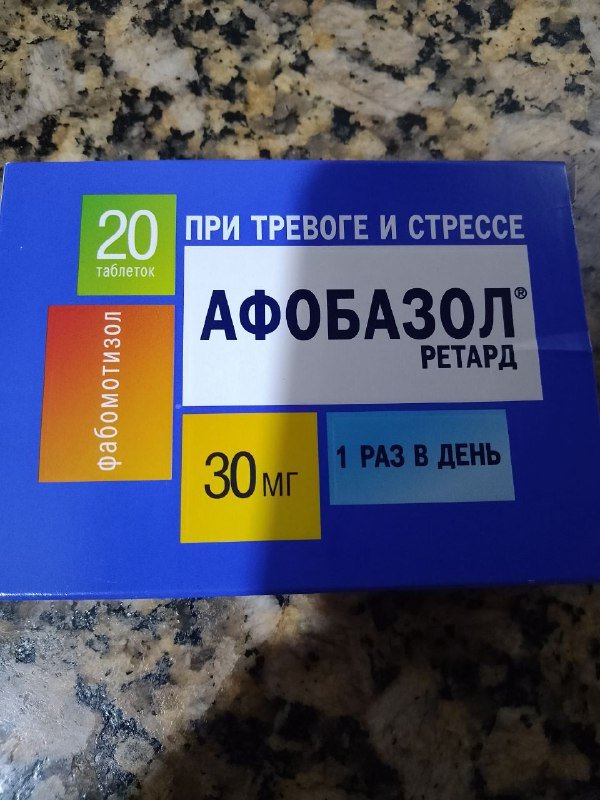 20
таблеток
ПРИ ТРЕВОГЕ И СТРЕССЕ
АФОБАЗОЛ®
РЕТАРД
фабомотизол
30 мг
1 РАЗ В ДЕНЬ